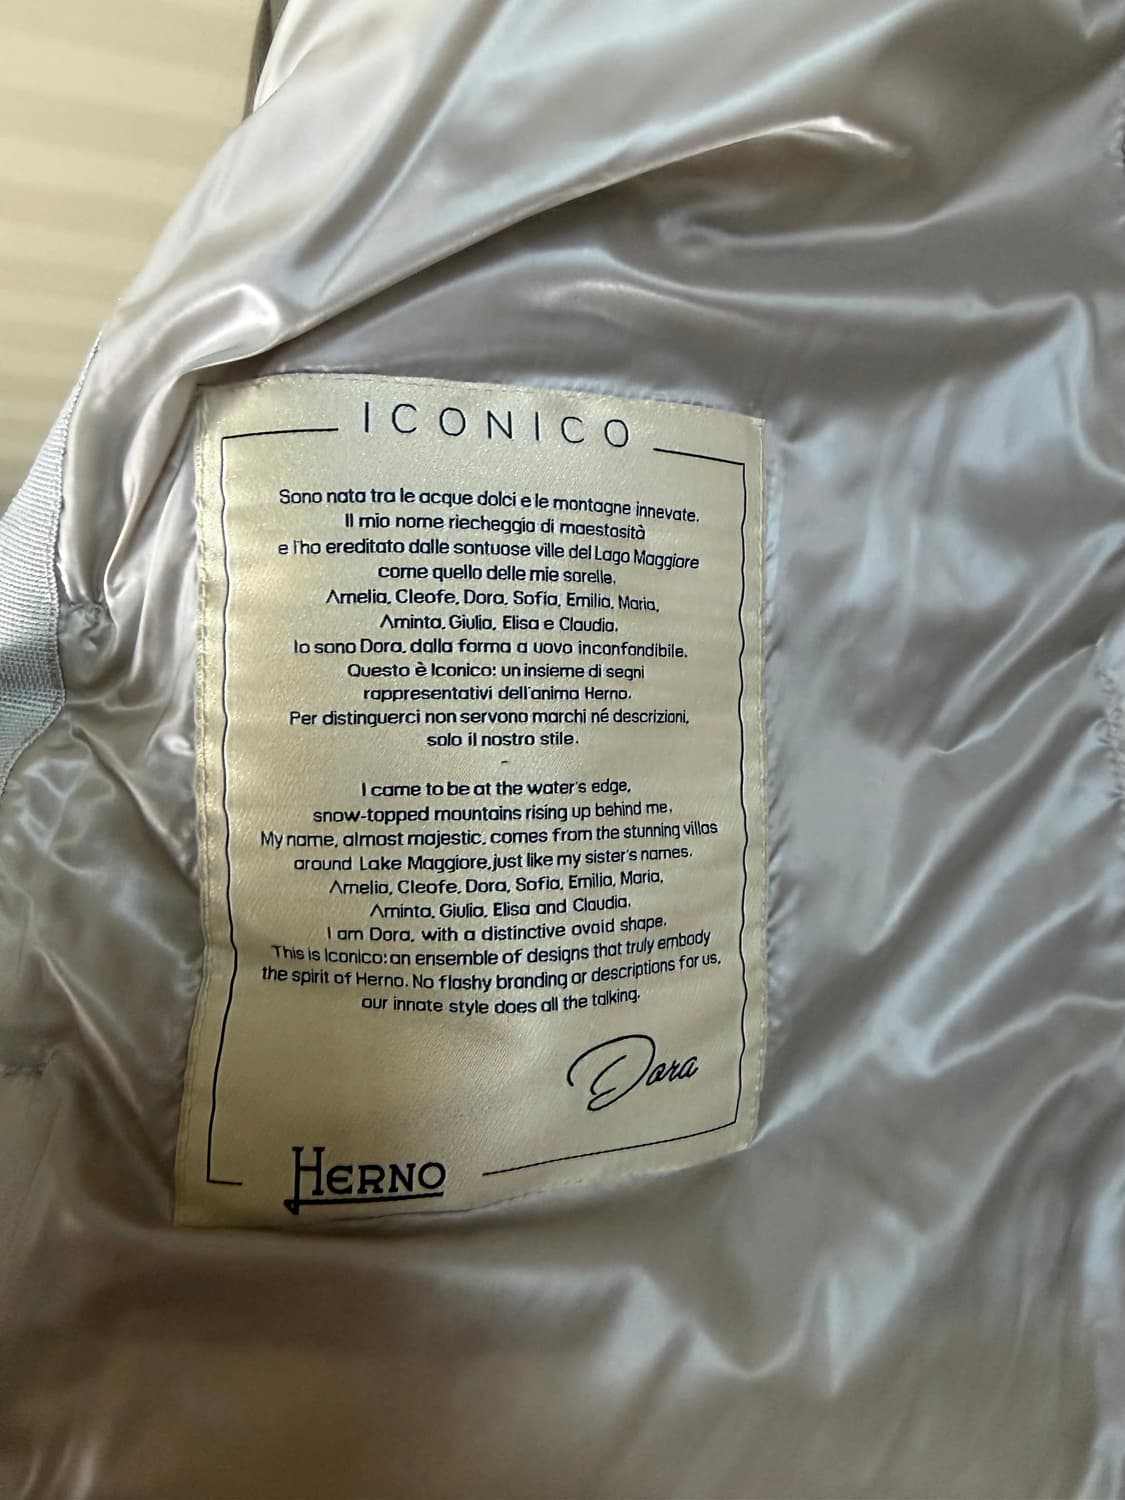 ICONICO
Sono nata tra le acque dolci e le montagne innevate.
Il mio nome riecheggia di maestosità
e l'ho ereditato dalle sontuose ville del Lago Maggiore
come quello delle mie sorelle.
Amelia, Cleofe, Dora, Sofia, Emilia, Maria,
Aminta, Giulia, Elisa e Claudia.
Io sono Dora, dalla forma a uovo inconfondibile.
Questo è Iconico: un insieme di segni
rappresentativi dell'anima Herno.
Per distinguerci non servono marchi né descrizioni,
solo il nostro stile.
-
I came to be at the water's edge,
snow-topped mountains rising up behind me.
My name, almost majestic, comes from the stunning villas
around Lake Maggiore, just like my sister's names.
Amelia, Cleofe, Dora, Sofia, Emilia, Maria,
Aminta, Giulia, Elisa and Claudia.
I am Dora, with a distinctive ovoid shape.
This is Iconico: an ensemble of designs that truly embody
the spirit of Herno. No flashy branding or descriptions for us,
our innate style does all the talking.
Dora
HERNO